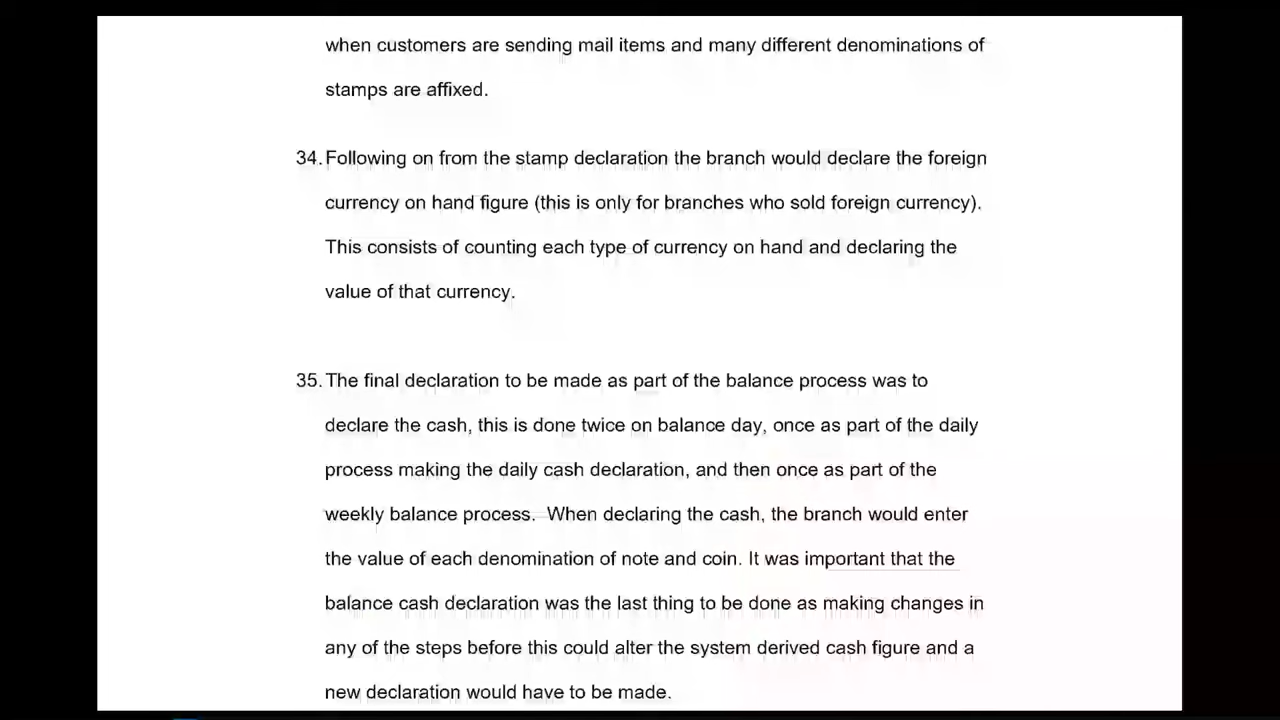 when customers are sending mail items and many different denominations of
stamps are affixed.
34. Following on from the stamp declaration the branch would declare the foreign
currency on hand figure (this is only for branches who sold foreign currency).
This consists of counting each type of currency on hand and declaring the
value of that currency.
35. The final declaration to be made as part of the balance process was to
declare the cash, this is done twice on balance day, once as part of the daily
process making the daily cash declaration, and then once as part of the
weekly balance process.  When declaring the cash, the branch would enter
the value of each denomination of note and coin. It was important that the
balance cash declaration was the last thing to be done as making changes in
any of the steps before this could alter the system derived cash figure and a
new declaration would have to be made.